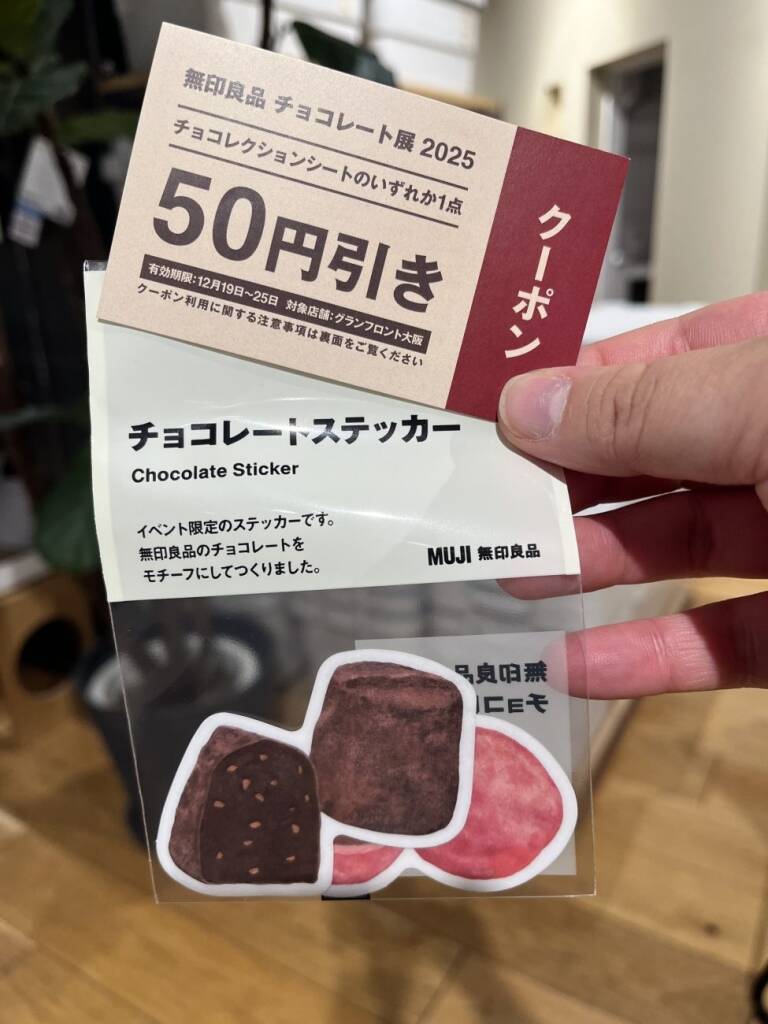 無印良品 チョコレート展 2025
チョコレクションシートのいずれか1点
50円引き
有効期限：12月19日～25日 対象店舗：グランフロント大阪
クーポン利用に関する注意事項は裏面をご覧ください
クーポン
チョコレートステッカー
Chocolate Sticker
イベント限定のステッカーです。
無印良品のチョコレートを
モチーフにしてつくりました。
MUJI 無印良品
無印良品
チョコ